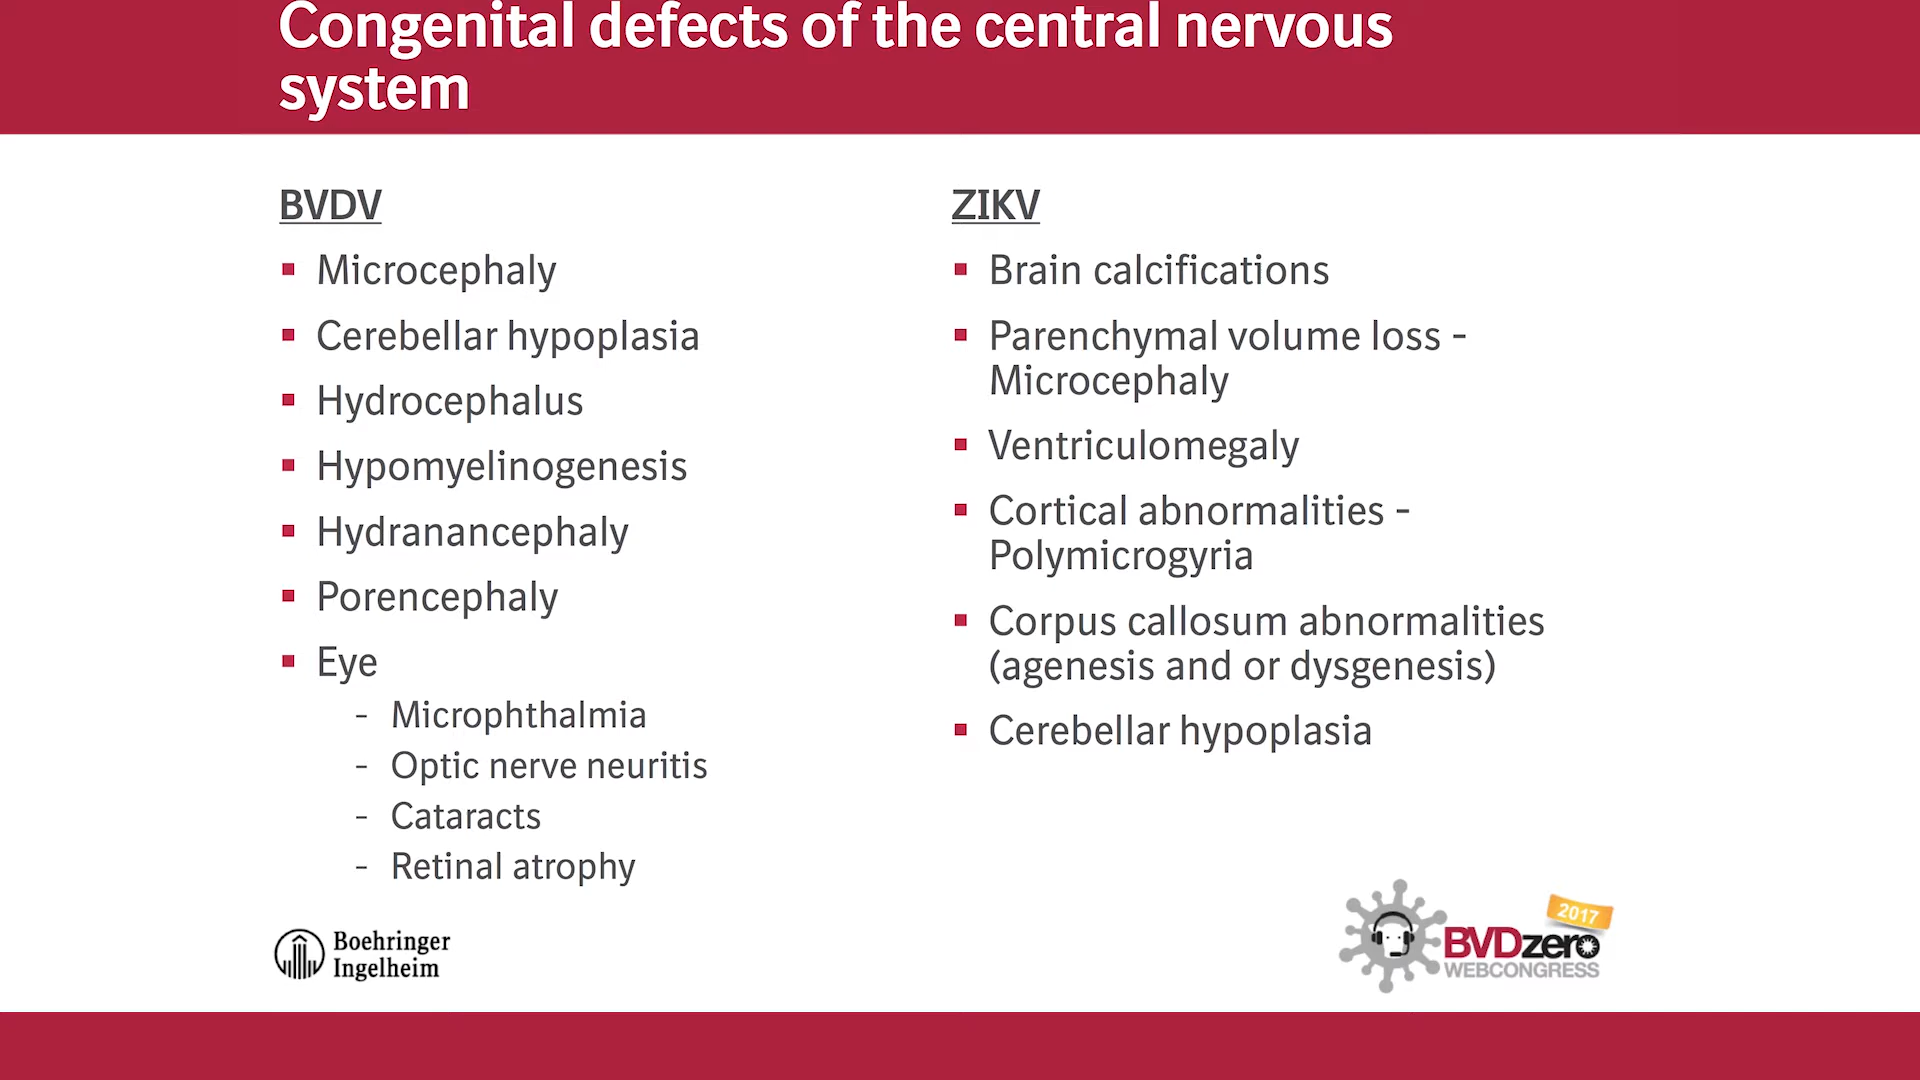 Congenital defects of the central nervous
system
BVDV
Microcephaly
Cerebellar hypoplasia
Hydrocephalus
Hypomyelinogenesis
Hydranancephaly
Porencephaly
Eye
- Microphthalmia
- Optic nerve neuritis
- Cataracts
- Retinal atrophy
ZIKV
Brain calcifications
Parenchymal volume loss -
Microcephaly
Ventriculomegaly
Cortical abnormalities -
Polymicrogyria
Corpus callosum abnormalities
(agenesis and or dysgenesis)
Cerebellar hypoplasia
Boehringer
Ingelheim
2017
BVDzero
WEBCONGRESS